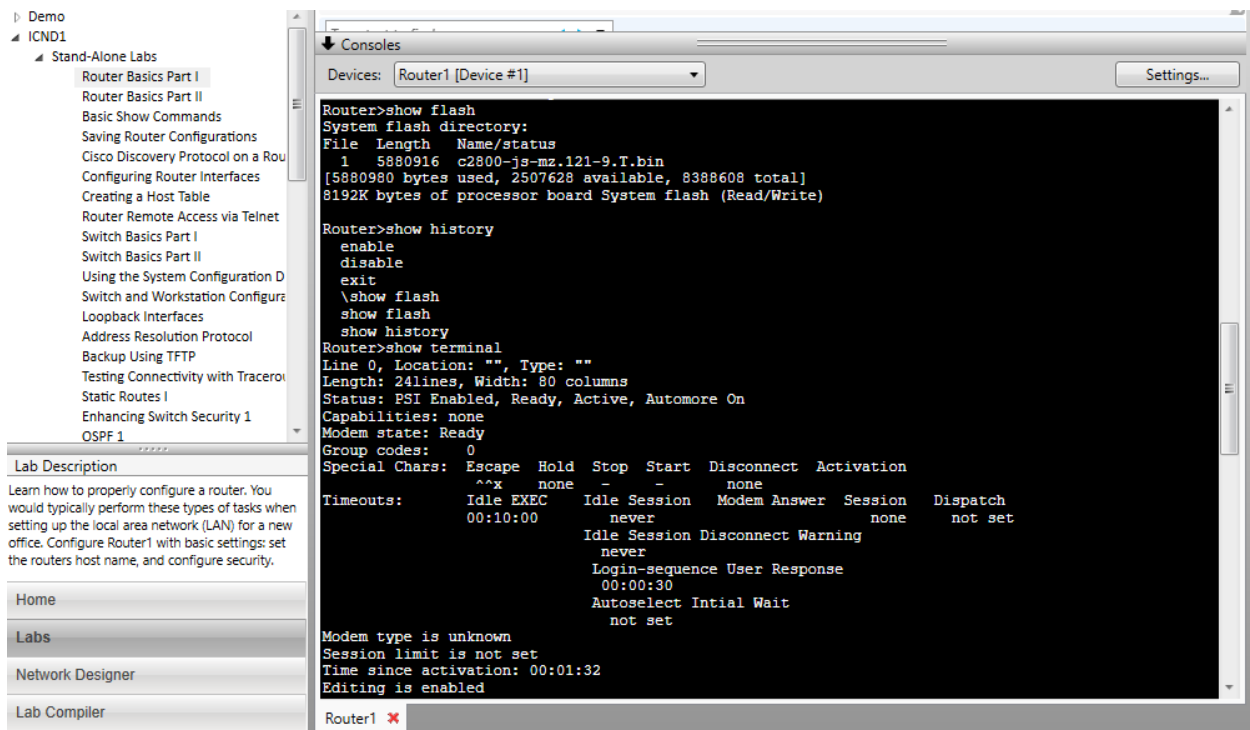 Demo
ICND1
Stand-Alone Labs
Router Basics Part I
Router Basics Part II
Basic Show Commands
Saving Router Configurations
Cisco Discovery Protocol on a Rou
Configuring Router Interfaces
Creating a Host Table
Router Remote Access via Telnet
Switch Basics Part I
Switch Basics Part II
Using the System Configuration D
Switch and Workstation Configura
Loopback Interfaces
Address Resolution Protocol
Backup Using TFTP
Testing Connectivity with Tracerou
Static Routes I
Enhancing Switch Security 1
OSPF 1
Lab Description
Learn how to properly configure a router. You
would typically perform these types of tasks when
setting up the local area network (LAN) for a new
office. Configure Router1 with basic settings: set
the routers host name, and configure security.
Home
Labs
Network Designer
Lab Compiler
Consoles
Devices: Router1 [Device #1] Settings...
Router>show flash
System flash directory:
File Length Name/status
1 5880916 c2800-js-mz.121-9.T.bin
[5880980 bytes used, 2507628 available, 8388608 total]
8192K bytes of processor board System flash (Read/Write)
Router>show history
enable
disable
exit
\show flash
show flash
show history
Router>show terminal
Line 0, Location: "", Type: ""
Length: 24lines, Width: 80 columns
Status: PSI Enabled, Ready, Active, Automore On
Capabilities: none
Modem state: Ready
Group codes: 0
Special Chars: Escape Hold Stop Start Disconnect Activation
^^x none - - none
Timeouts: Idle EXEC Idle Session Modem Answer Session Dispatch
00:10:00 never none not set
Idle Session Disconnect Warning
never
Login-sequence User Response
00:00:30
Autoselect Intial Wait
not set
Modem type is unknown
Session limit is not set
Time since activation: 00:01:32
Editing is enabled
Router1